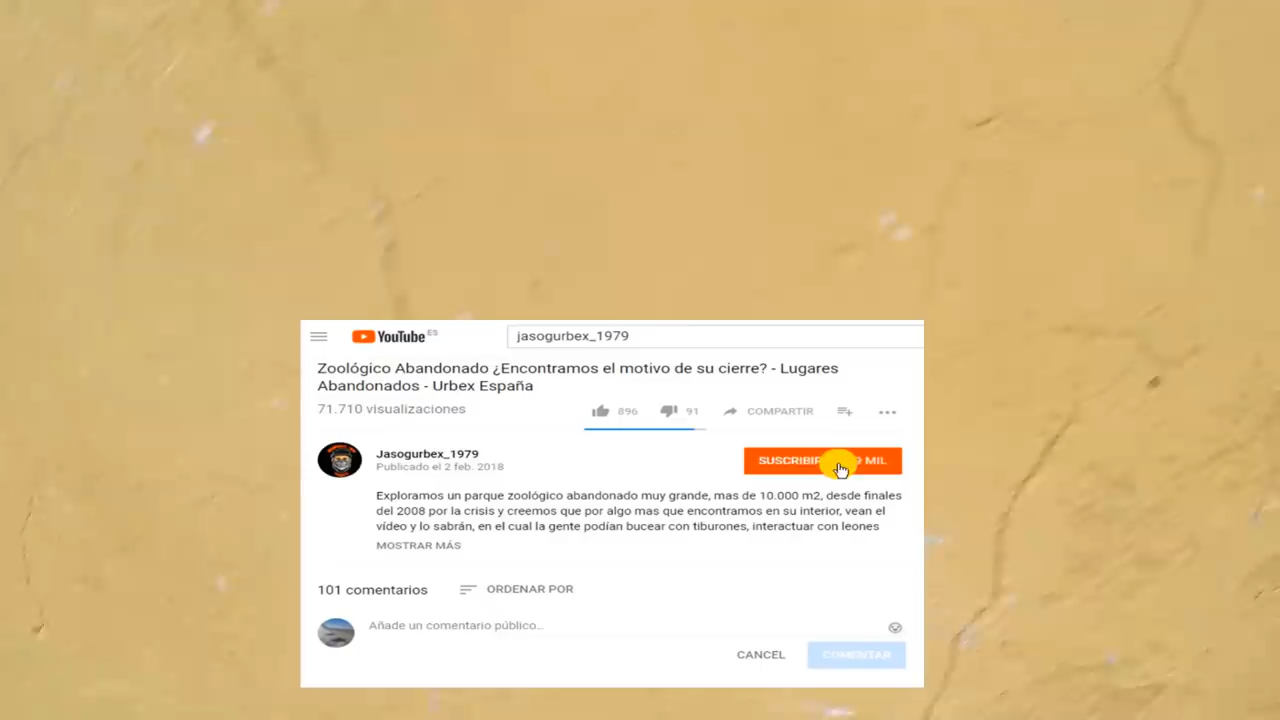 YouTube ES
jasogurbex_1979
Zoológico Abandonado ¿Encontramos el motivo de su cierre? - Lugares
Abandonados - Urbex España
71.710 visualizaciones
896 91 COMPARTIR
Jasogurbex_1979
Publicado el 2 feb. 2018
MIL
Exploramos un parque zoológico abandonado muy grande, mas de 10.000 m2, desde finales
del 2008 por la crisis y creemos que por algo mas que encontramos en su interior, vean el
vídeo y lo sabrán, en el cual la gente podían bucear con tiburones, interactuar con leones
MOSTRAR MÁS
101 comentarios ORDENAR POR
Añade un comentario público...
CANCEL COMENTAR